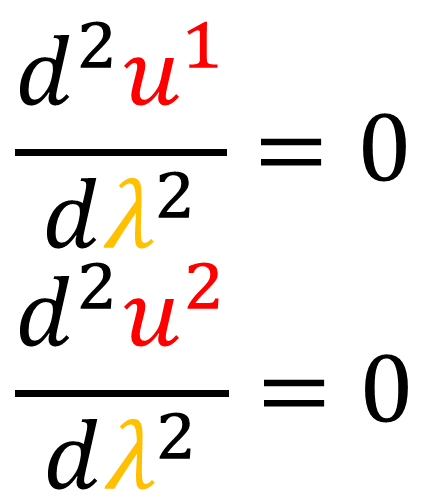 d²u¹
dλ² = 0
d²u²
dλ² = 0